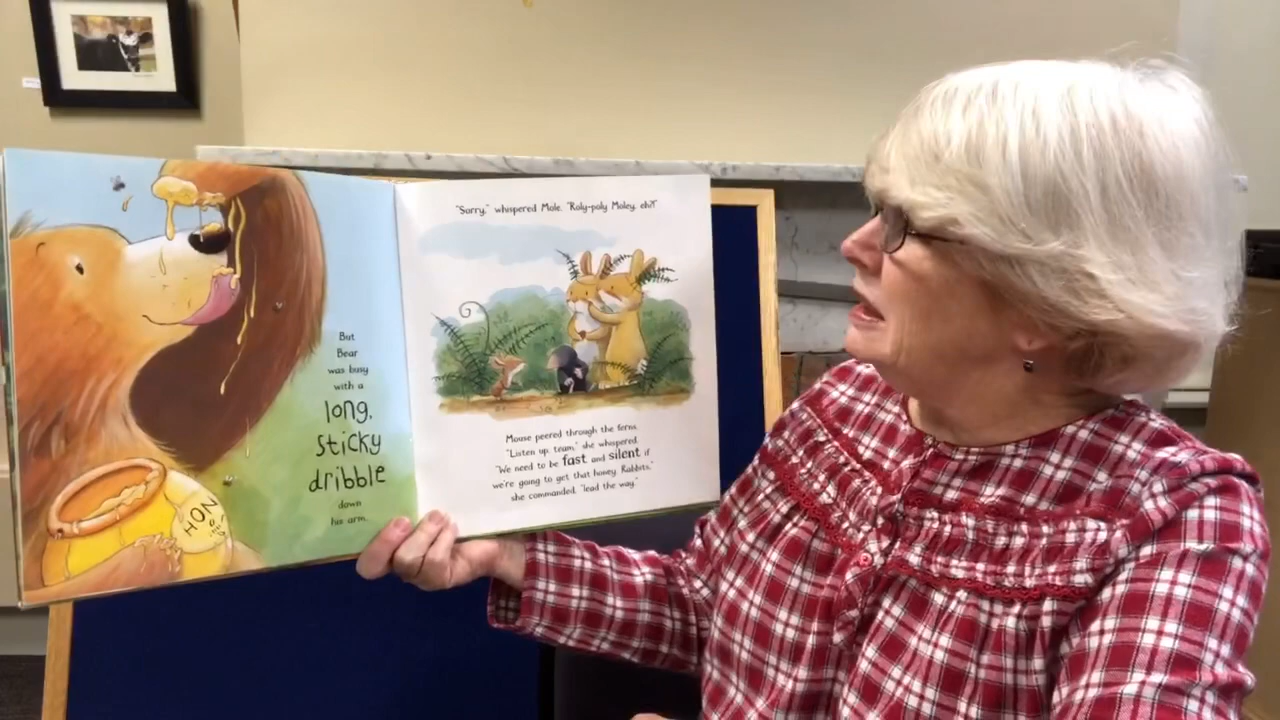 But
Bear
was busy
with a
long,
sticky
dribble
down
his arm.
HON
"Sorry," whispered Mole. "Roly-poly Moley, eh?"
Mouse peered through the ferns.
"Listen up, team," she whispered.
"We need to be fast and silent if
we're going to get that honey. Rabbits,"
she commanded, "lead the way."